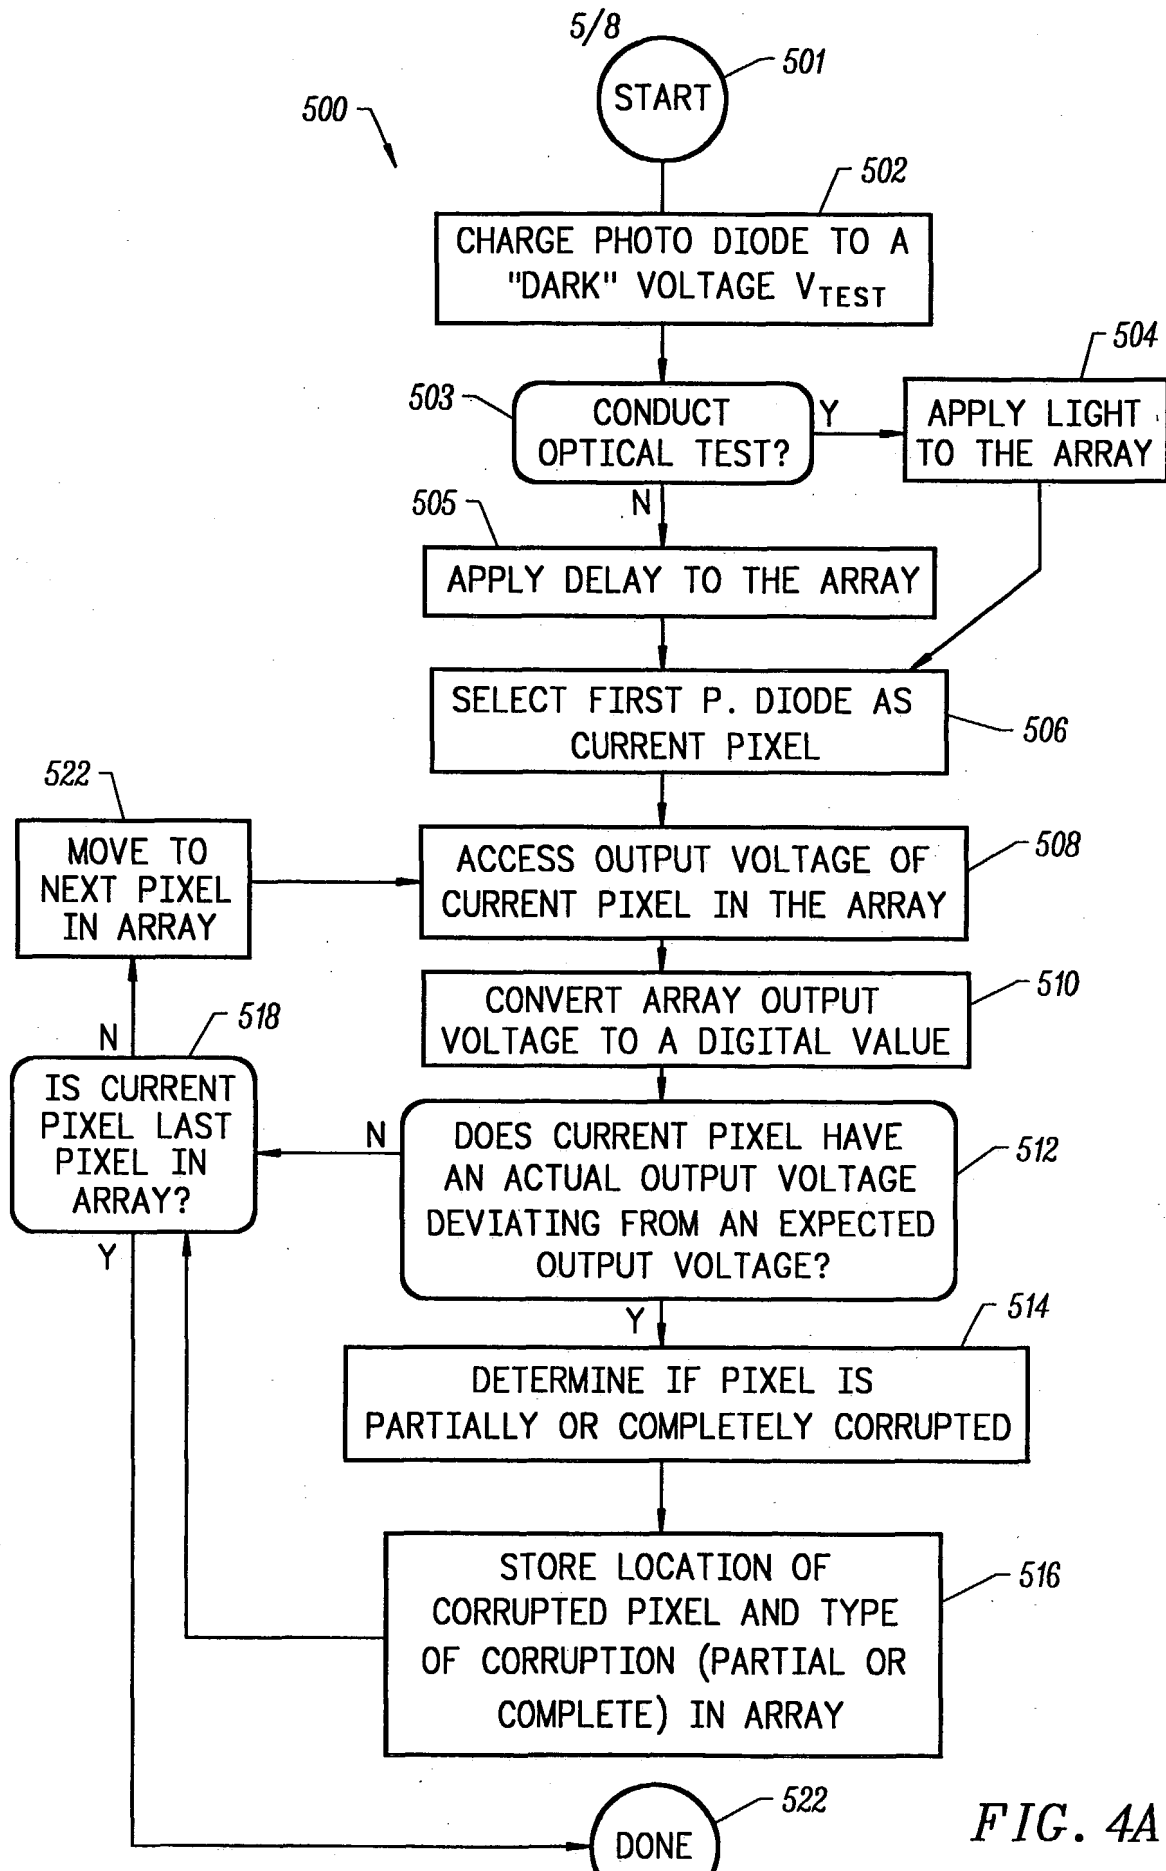 5/8
START
501
500
502
CHARGE PHOTO DIODE TO A
"DARK" VOLTAGE VTEST
504
503
CONDUCT
OPTICAL TEST?
Y
APPLY LIGHT
TO THE ARRAY
N
505
APPLY DELAY TO THE ARRAY
SELECT FIRST P. DIODE AS
CURRENT PIXEL
506
522
MOVE TO
NEXT PIXEL
IN ARRAY
ACCESS OUTPUT VOLTAGE OF
CURRENT PIXEL IN THE ARRAY
508
CONVERT ARRAY OUTPUT
VOLTAGE TO A DIGITAL VALUE
510
N
518
IS CURRENT
PIXEL LAST
PIXEL IN
ARRAY?
Y
N
DOES CURRENT PIXEL HAVE
AN ACTUAL OUTPUT VOLTAGE
DEVIATING FROM AN EXPECTED
OUTPUT VOLTAGE?
512
Y
514
DETERMINE IF PIXEL IS
PARTIALLY OR COMPLETELY CORRUPTED
STORE LOCATION OF
CORRUPTED PIXEL AND TYPE
OF CORRUPTION (PARTIAL OR
COMPLETE) IN ARRAY
516
522
DONE
FIG. 4A